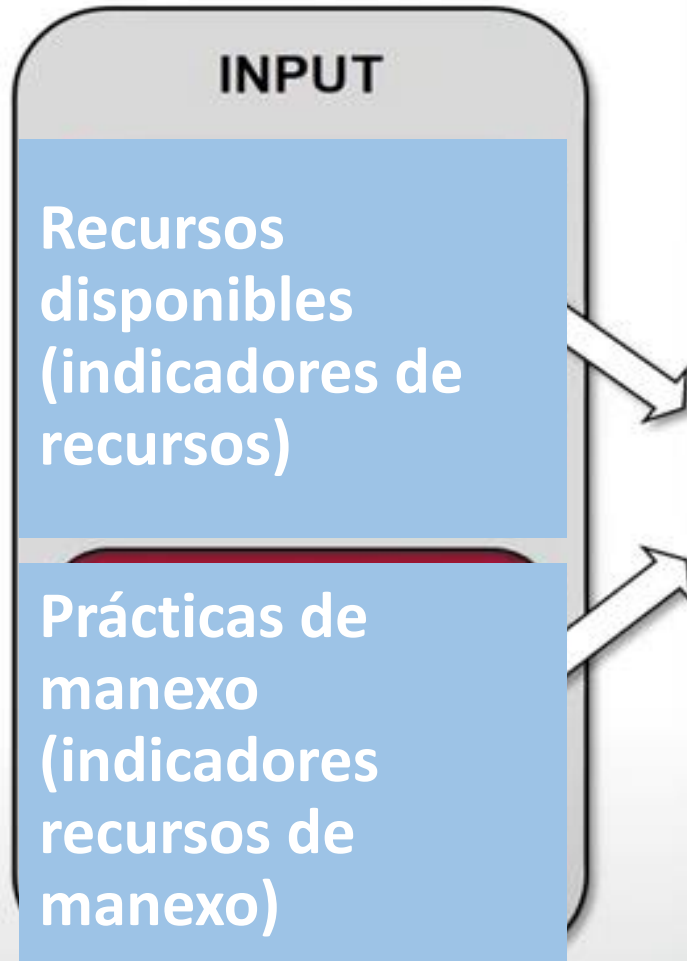 INPUT
Recursos
disponibles
(indicadores de
recursos)
Prácticas de
manexo
(indicadores
recursos de
manexo)